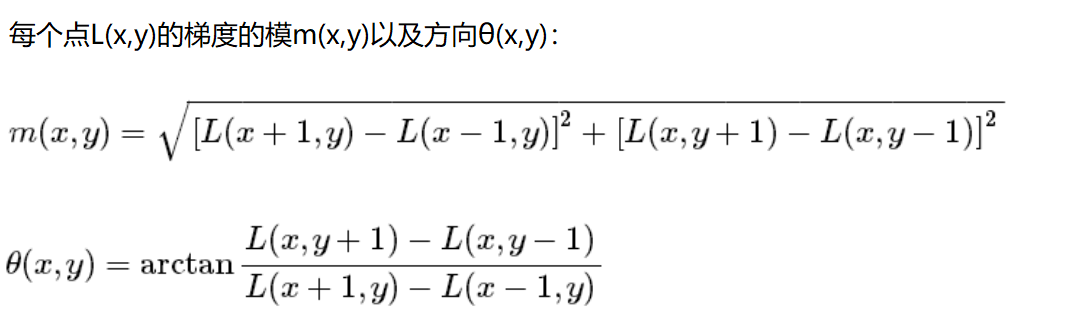 每个点L(x,y)的梯度的模m(x,y)以及方向θ(x,y)：
m(x,y) = √[L(x+1,y) − L(x−1,y)]² + [L(x,y+1) − L(x,y−1)]²
θ(x,y) = arctan (L(x,y+1) − L(x,y−1)) / (L(x+1,y) − L(x−1,y))